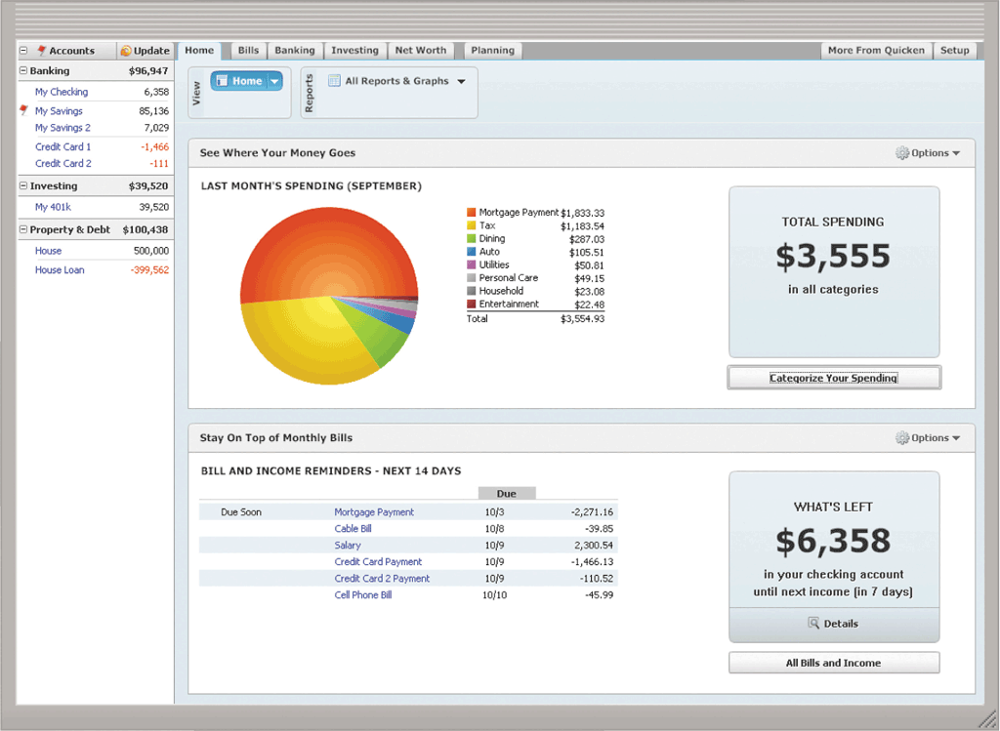 Accounts Update
Banking $96,947
My Checking 6,358
My Savings 85,136
My Savings 2 7,029
Credit Card 1 -1,466
Credit Card 2 -111
Investing $39,520
My 401k 39,520
Property & Debt $100,438
House 500,000
House Loan -399,562
Home Bills Banking Investing Net Worth Planning More From Quicken Setup
View
Home
Reports
All Reports & Graphs
See Where Your Money Goes Options
LAST MONTH'S SPENDING (SEPTEMBER)
Mortgage Payment $1,833.33
Tax $1,183.54
Dining $287.03
Auto $105.51
Utilities $50.81
Personal Care $49.15
Household $23.08
Entertainment $22.48
Total $3,554.93
TOTAL SPENDING
$3,555
in all categories
Categorize Your Spending
Stay On Top of Monthly Bills Options
BILL AND INCOME REMINDERS - NEXT 14 DAYS
Due
Due Soon Mortgage Payment 10/3 -2,271.16
Cable Bill 10/8 -39.85
Salary 10/9 2,300.54
Credit Card Payment 10/9 -1,466.13
Credit Card 2 Payment 10/9 -110.52
Cell Phone Bill 10/10 -45.99
WHAT'S LEFT
$6,358
in your checking account
until next income (in 7 days)
Details
All Bills and Income